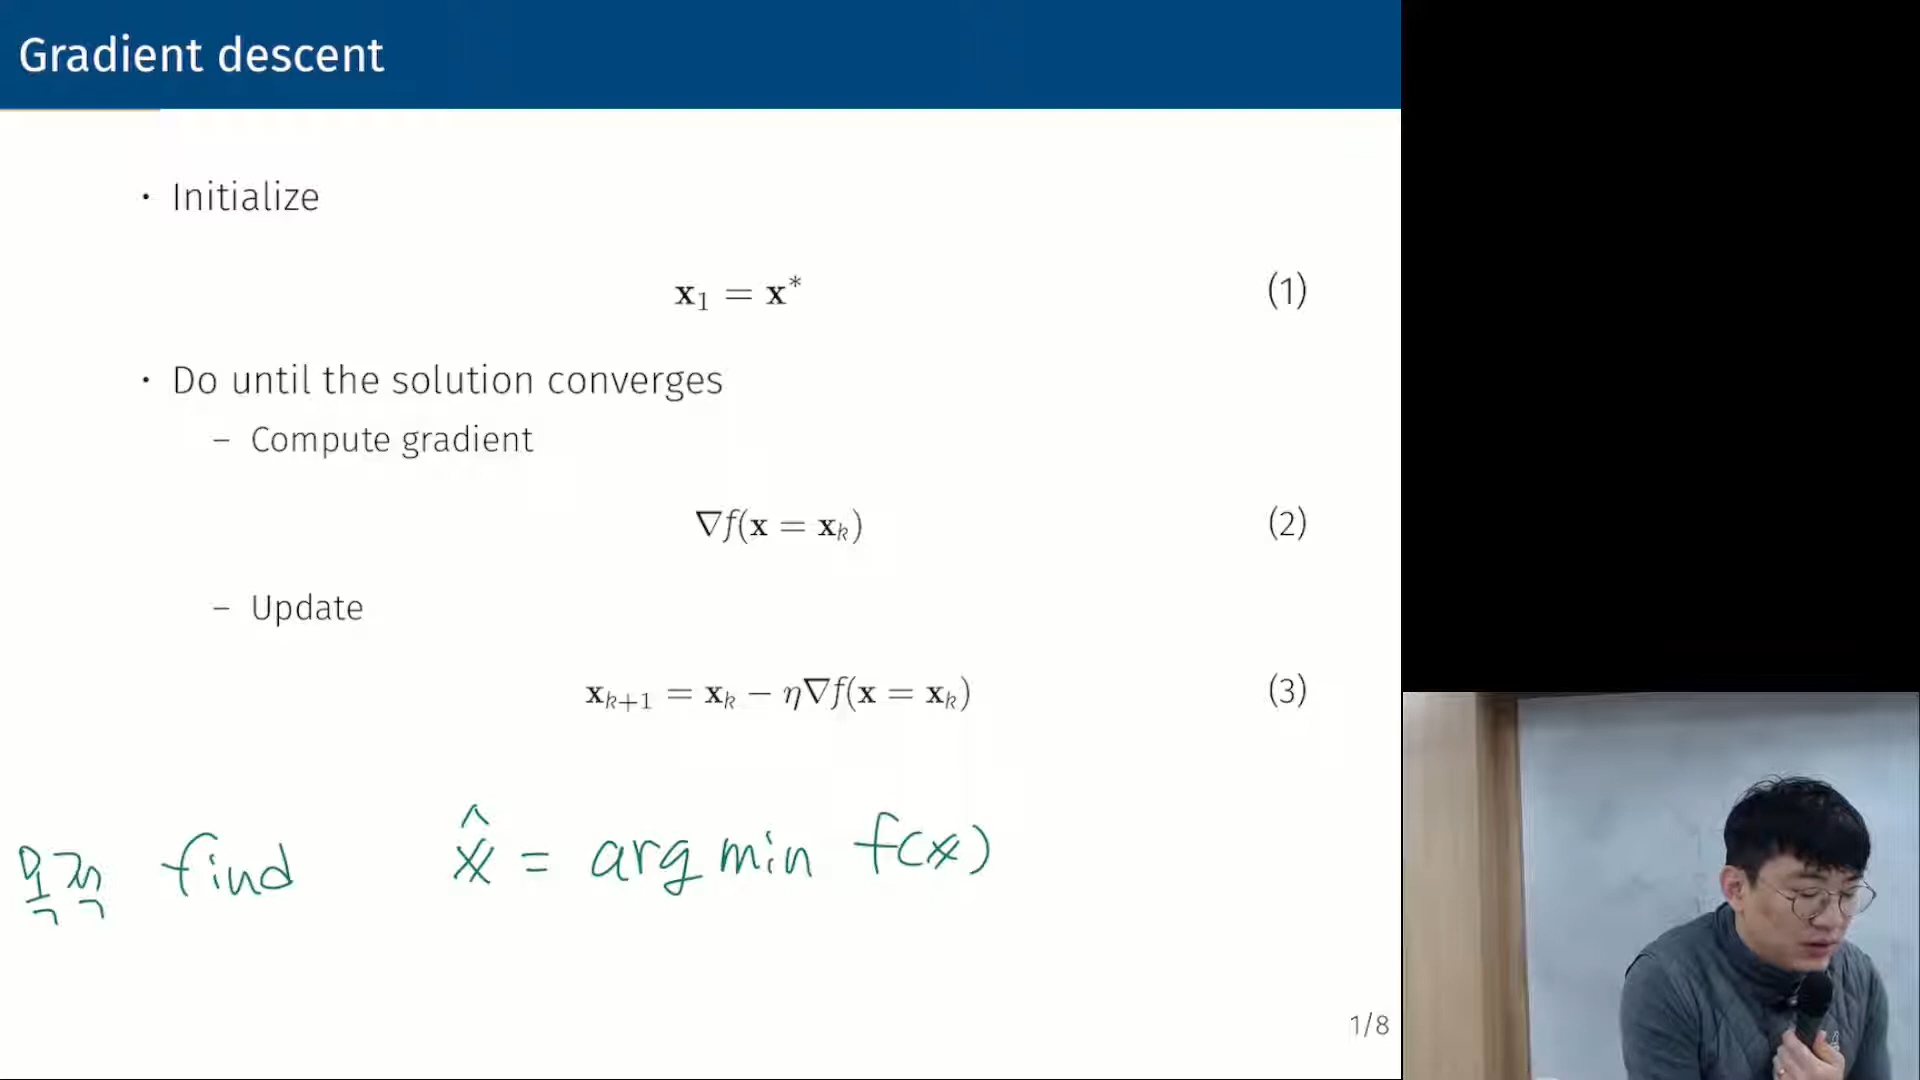 Gradient descent
· Initialize
x₁ = x* (1)
· Do until the solution converges
– Compute gradient
∇f(x = xₖ) (2)
– Update
xₖ₊₁ = xₖ − η∇f(x = xₖ) (3)
목적 find x̂ = arg min f(x)
1/8